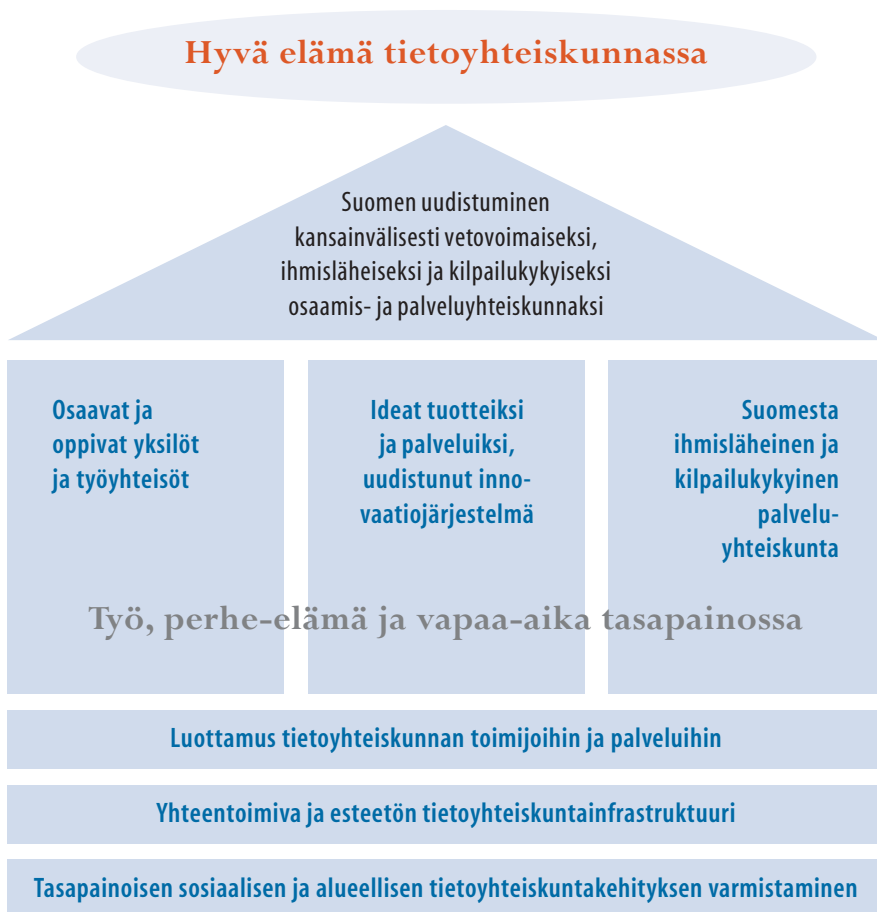 Hyvä elämä tietoyhteiskunnassa
Suomen uudistuminen
kansainvälisesti vetovoimaiseksi,
ihmisläheiseksi ja kilpailukykyiseksi
osaamis- ja palveluyhteiskunnaksi
Osaavat ja
oppivat yksilöt
ja työyhteisöt
Ideat tuotteiksi
ja palveluiksi,
uudistunut inno-
vaatiojärjestelmä
Suomesta
ihmisläheinen ja
kilpailukykyinen
palvelu-
yhteiskunta
Työ, perhe-elämä ja vapaa-aika tasapainossa
Luottamus tietoyhteiskunnan toimijoihin ja palveluihin
Yhteentoimiva ja esteetön tietoyhteiskuntainfrastruktuuri
Tasapainoisen sosiaalisen ja alueellisen tietoyhteiskuntakehityksen varmistaminen